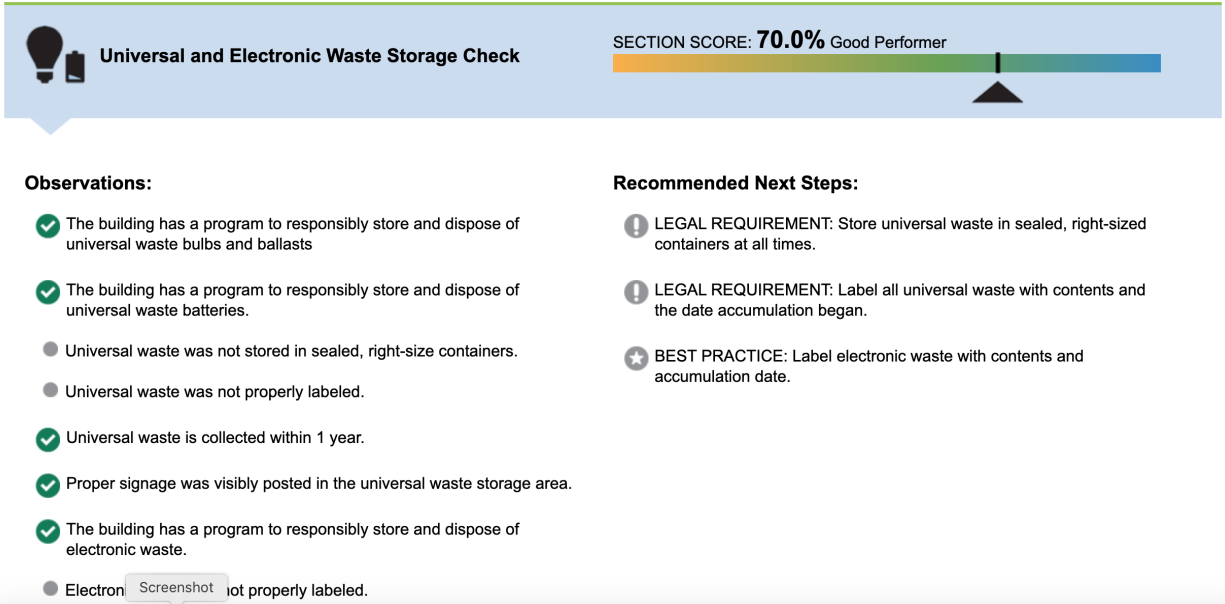 Universal and Electronic Waste Storage Check
SECTION SCORE: 70.0% Good Performer
Observations:
The building has a program to responsibly store and dispose of
universal waste bulbs and ballasts
The building has a program to responsibly store and dispose of
universal waste batteries.
Universal waste was not stored in sealed, right-size containers.
Universal waste was not properly labeled.
Universal waste is collected within 1 year.
Proper signage was visibly posted in the universal waste storage area.
The building has a program to responsibly store and dispose of
electronic waste.
not properly labeled.
Screenshot
Recommended Next Steps:
LEGAL REQUIREMENT: Store universal waste in sealed, right-sized
containers at all times.
LEGAL REQUIREMENT: Label all universal waste with contents and
the date accumulation began.
BEST PRACTICE: Label electronic waste with contents and
accumulation date.